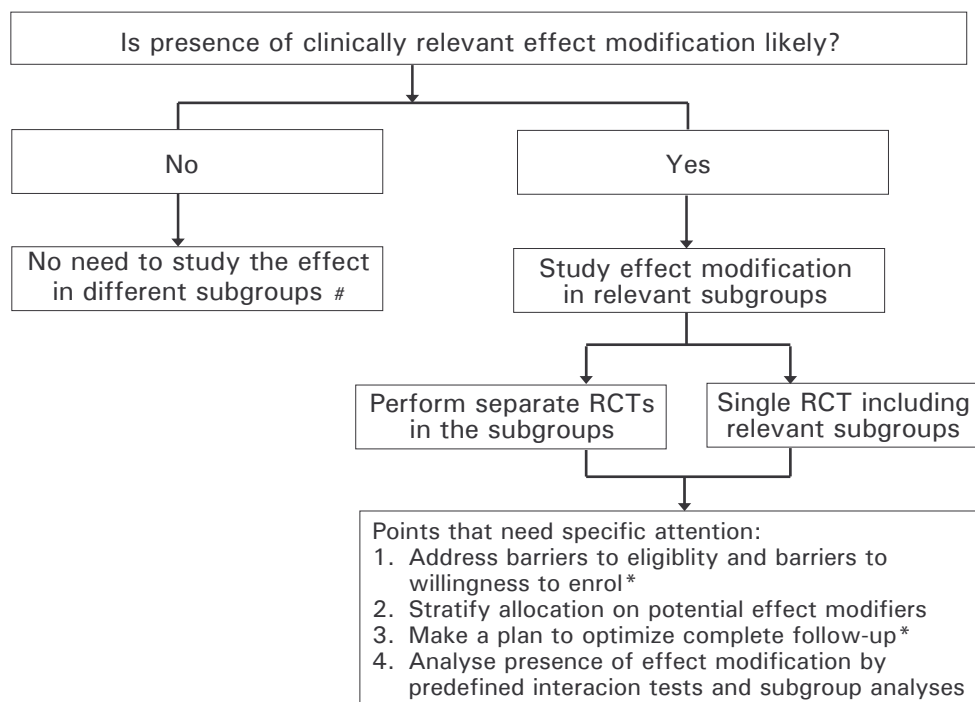 Is presence of clinically relevant effect modification likely?
No
Yes
No need to study the effect
in different subgroups #
Study effect modification
in relevant subgroups
Perform separate RCTs
in the subgroups
Single RCT including
relevant subgroups
Points that need specific attention:
1. Address barriers to eligiblity and barriers to
willingness to enrol*
2. Stratify allocation on potential effect modifiers
3. Make a plan to optimize complete follow-up*
4. Analyse presence of effect modification by
predefined interacion tests and subgroup analyses